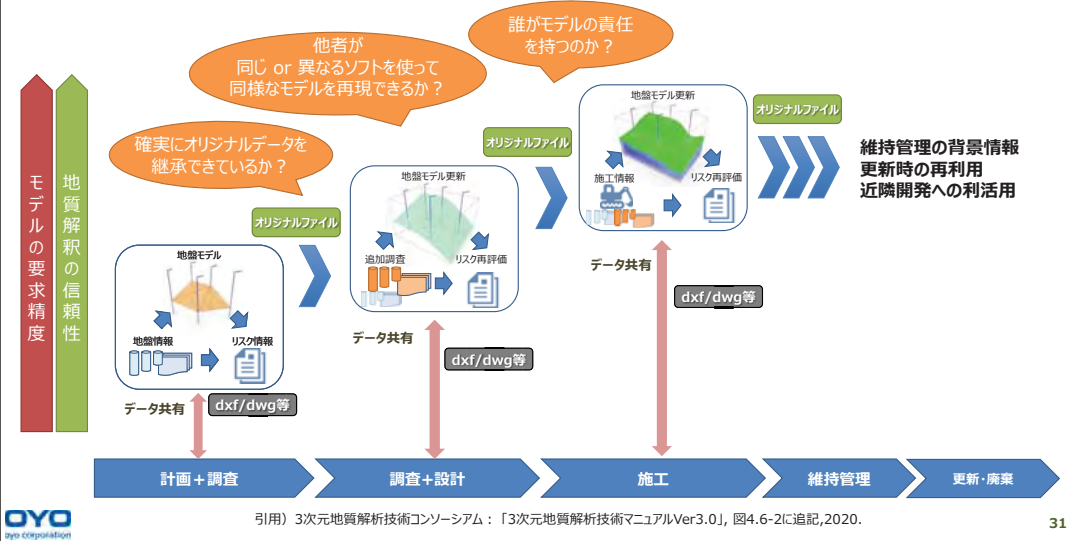 誰がモデルの責任
を持つのか？
他者が
同じ or 異なるソフトを使って
同様なモデルを再現できるか？
確実にオリジナルデータを
継承できているか？
モデルの要求精度
地質解釈の信頼性
オリジナルファイル
オリジナルファイル
オリジナルファイル
地盤モデル
地盤情報
リスク情報
地盤モデル更新
追加調査
リスク再評価
地盤モデル更新
施工情報
リスク再評価
維持管理の背景情報
更新時の再利用
近隣開発への利活用
データ共有
dxf/dwg等
データ共有
dxf/dwg等
データ共有
dxf/dwg等
計画＋調査
調査＋設計
施工
維持管理
更新・廃棄
引用）3次元地質解析技術コンソーシアム：「3次元地質解析技術マニュアルVer3.0」, 図4.6-2に追記,2020.
OYO
oyo corporation
31